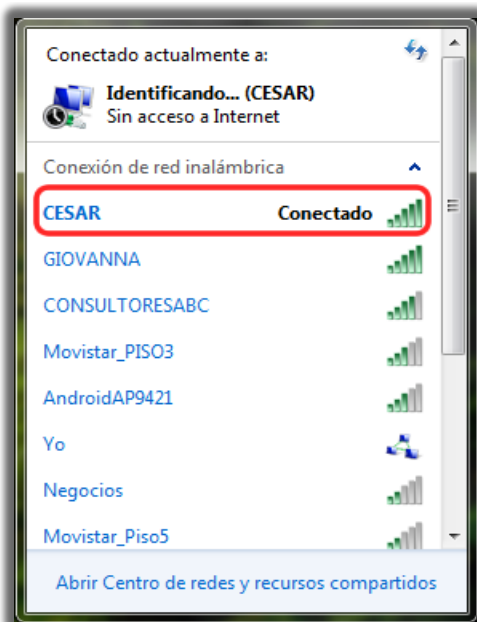 Conectado actualmente a:
Identificando... (CESAR)
Sin acceso a Internet
Conexión de red inalámbrica
CESAR Conectado
GIOVANNA
CONSULTORESABC
Movistar_PISO3
AndroidAP9421
Yo
Negocios
Movistar_Piso5
Abrir Centro de redes y recursos compartidos